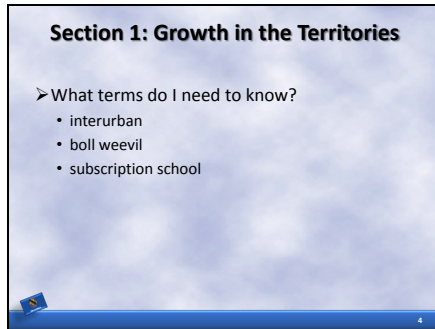 Section 1: Growth in the Territories
➢What terms do I need to know?
• interurban
• boll weevil
• subscription school
4